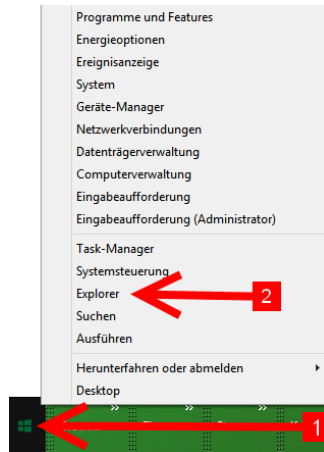 Programme und Features
Energieoptionen
Ereignisanzeige
System
Geräte-Manager
Netzwerkverbindungen
Datenträgerverwaltung
Computerverwaltung
Eingabeaufforderung
Eingabeaufforderung (Administrator)
Task-Manager
Systemsteuerung
Explorer
2
Suchen
Ausführen
Herunterfahren oder abmelden
Desktop
1